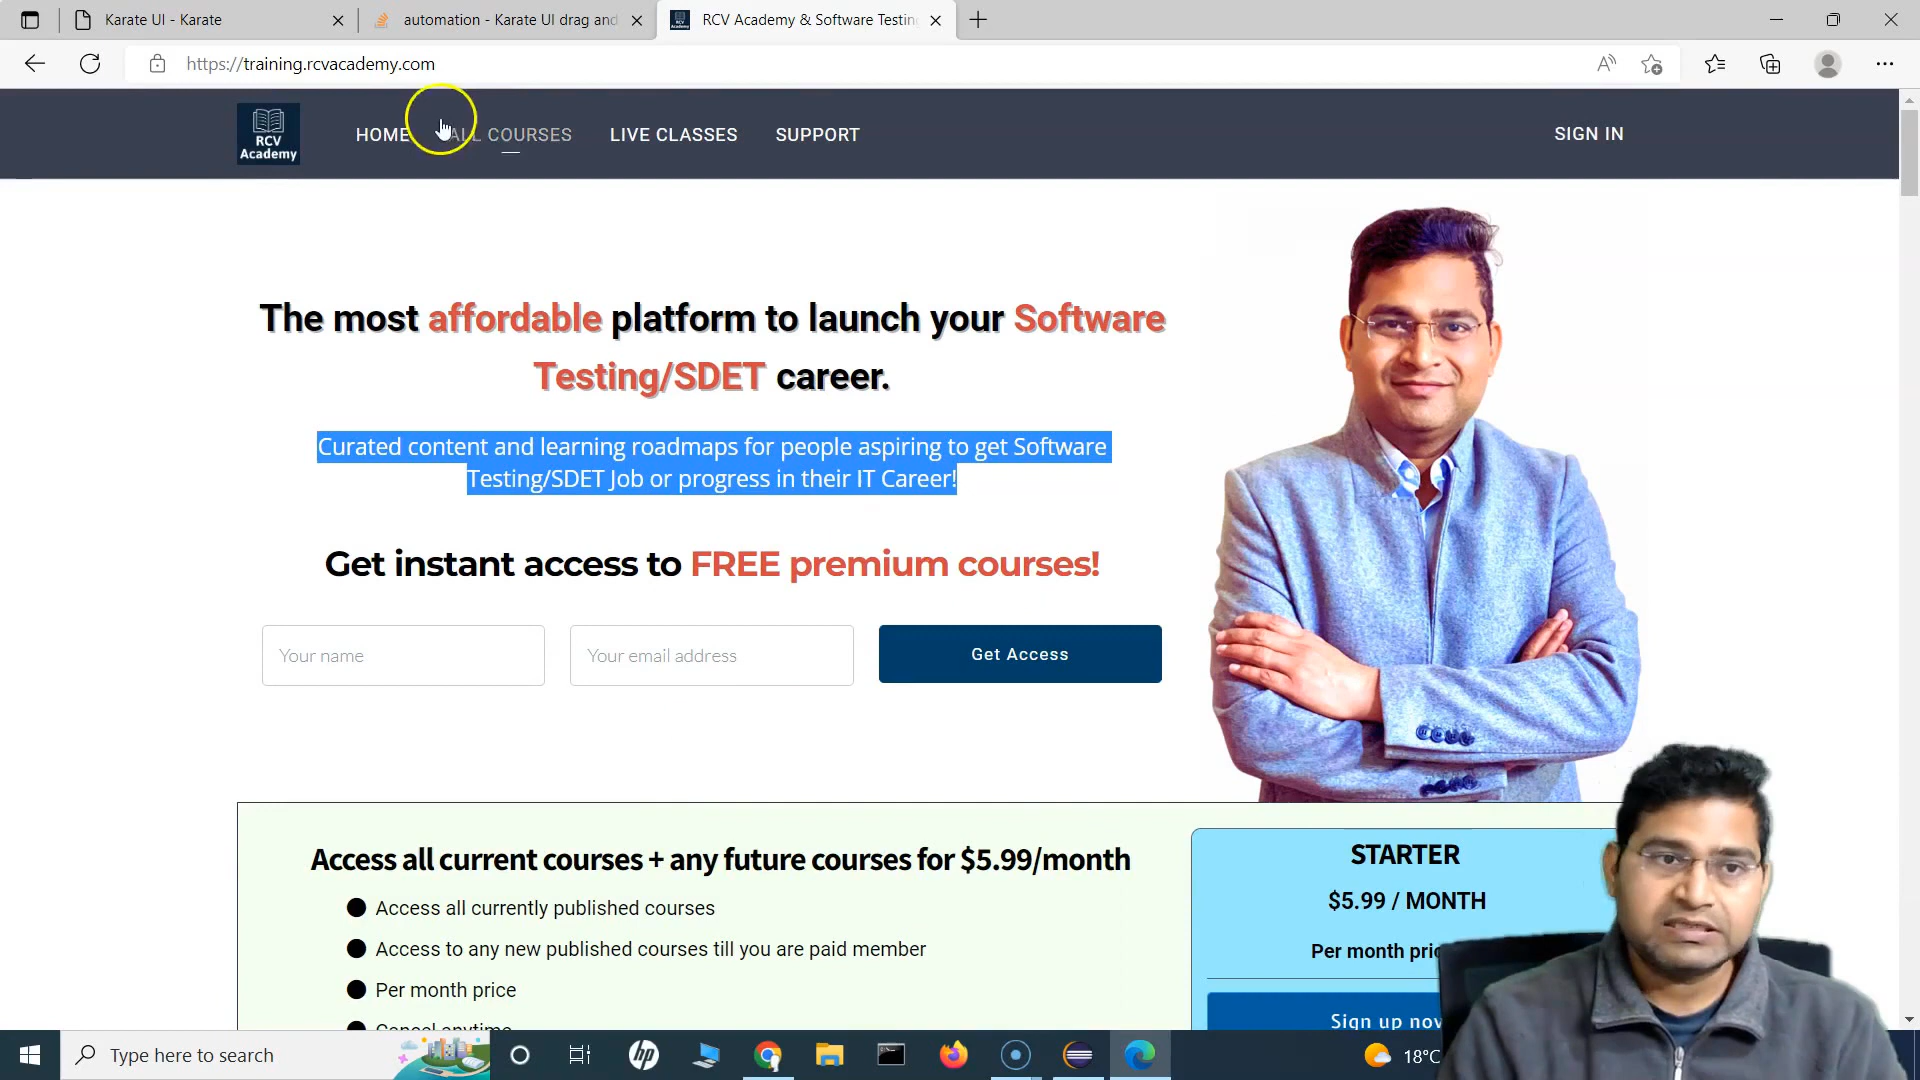 Karate UI - Karate
automation - Karate UI drag and
RCV Academy & Software Testin
https://training.rcvacademy.com
RCV
Academy
HOME
ALL COURSES
LIVE CLASSES
SUPPORT
SIGN IN
The most affordable platform to launch your Software
Testing/SDET career.
Curated content and learning roadmaps for people aspiring to get Software
Testing/SDET Job or progress in their IT Career!
Get instant access to FREE premium courses!
Your name
Your email address
Get Access
Access all current courses + any future courses for $5.99/month
Access all currently published courses
Access to any new published courses till you are paid member
Per month price
Cancel anytime
STARTER
$5.99 / MONTH
Per month pric
Sign up now
Type here to search
18°C